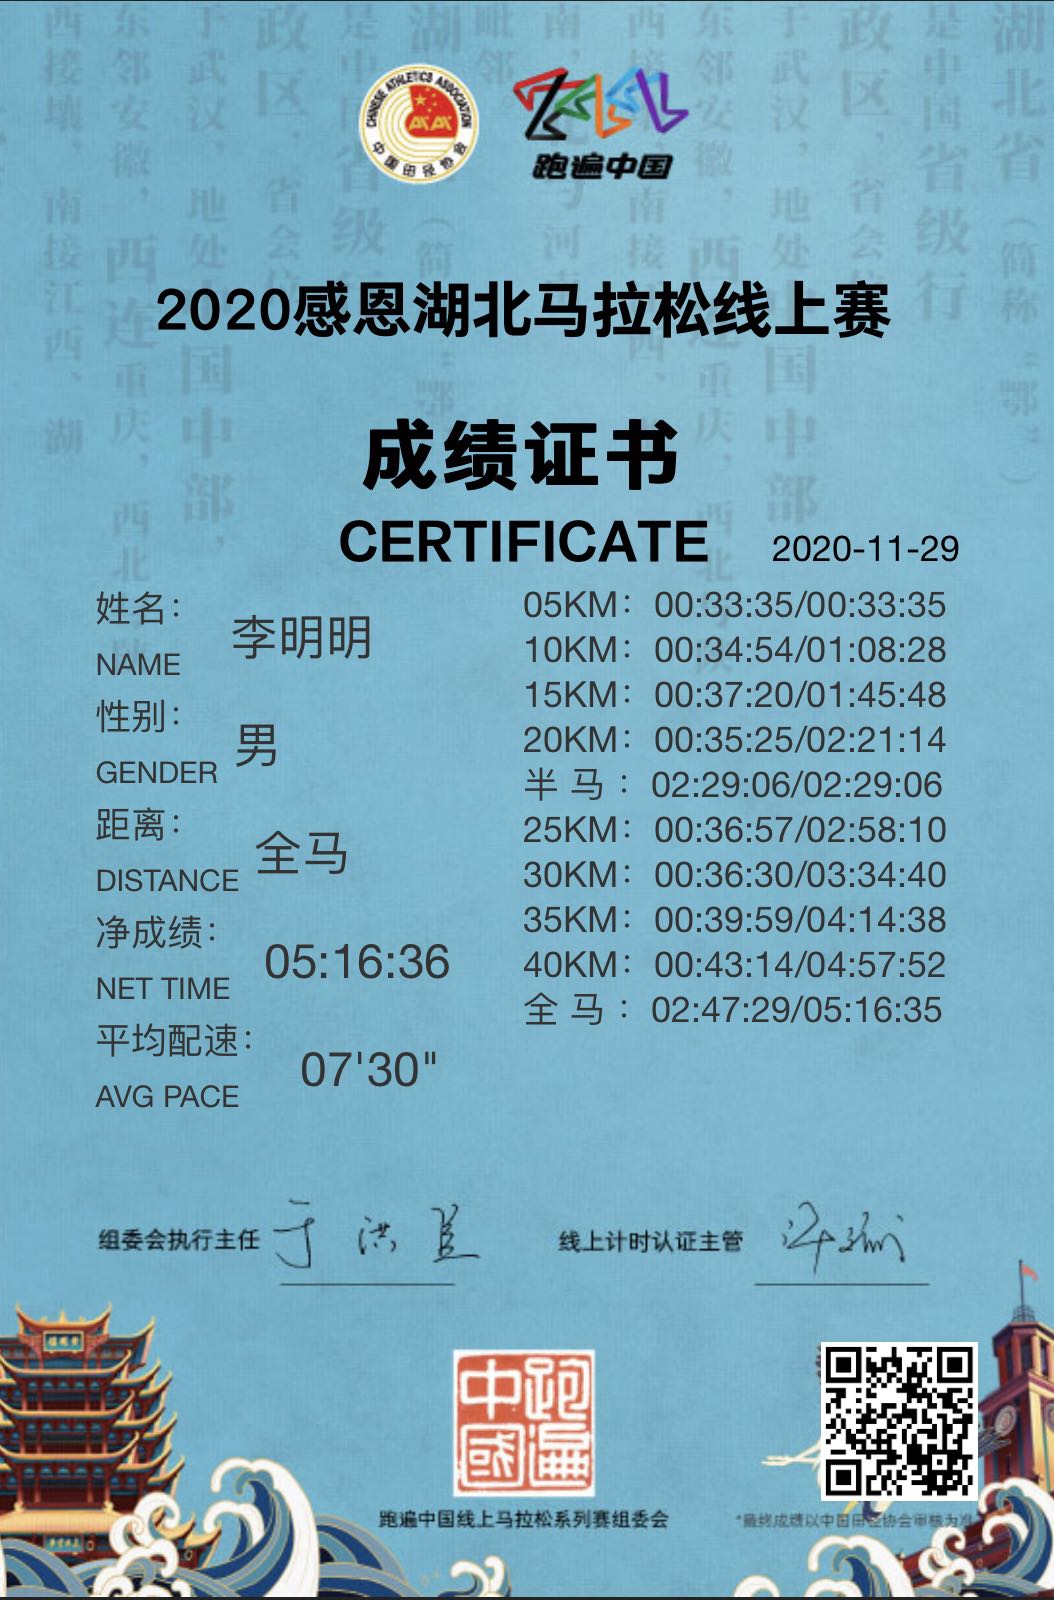 CHINESE ATHLETICS ASSOCIATION
中国田径协会
跑遍中国
2020感恩湖北马拉松线上赛
成绩证书
CERTIFICATE
2020-11-29
姓名：
NAME
李明明
性别：
GENDER
男
距离：
DISTANCE
全马
净成绩：
NET TIME
05:16:36
平均配速：
AVG PACE
07'30"
05KM：00:33:35/00:33:35
10KM：00:34:54/01:08:28
15KM：00:37:20/01:45:48
20KM：00:35:25/02:21:14
半 马 ：02:29:06/02:29:06
25KM：00:36:57/02:58:10
30KM：00:36:30/03:34:40
35KM：00:39:59/04:14:38
40KM：00:43:14/04:57:52
全 马 ：02:47:29/05:16:35
组委会执行主任
于洪臣
线上计时认证主管
跑遍中國
跑遍中国线上马拉松系列赛组委会
*最终成绩以中国田径协会审核为准